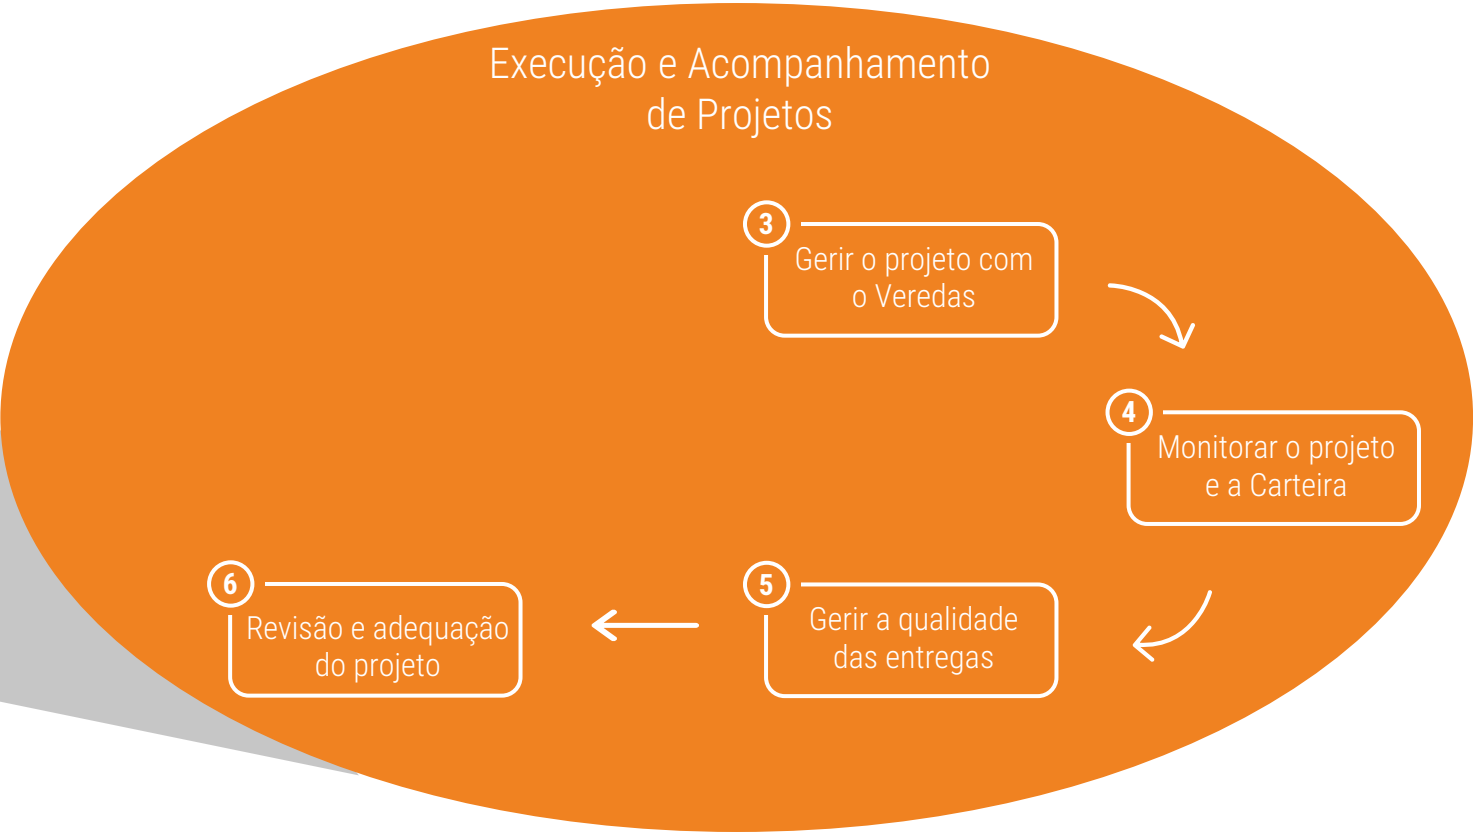 Execução e Acompanhamento
de Projetos
3
Gerir o projeto com
o Veredas
4
Monitorar o projeto
e a Carteira
5
Gerir a qualidade
das entregas
6
Revisão e adequação
do projeto